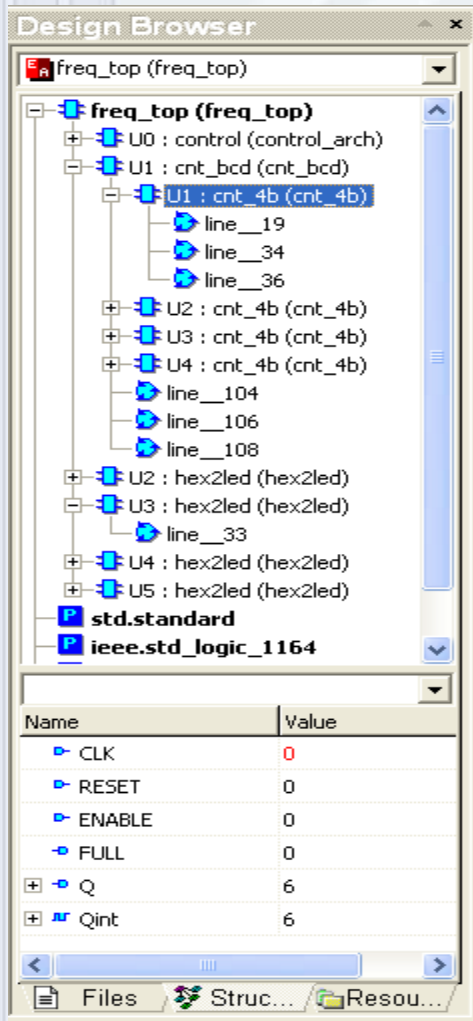 Design Browser
freq_top (freq_top)
freq_top (freq_top)
U0 : control (control_arch)
U1 : cnt_bcd (cnt_bcd)
U1 : cnt_4b (cnt_4b)
line__19
line__34
line__36
U2 : cnt_4b (cnt_4b)
U3 : cnt_4b (cnt_4b)
U4 : cnt_4b (cnt_4b)
line__104
line__106
line__108
U2 : hex2led (hex2led)
U3 : hex2led (hex2led)
line__33
U4 : hex2led (hex2led)
U5 : hex2led (hex2led)
P std.standard
P ieee.std_logic_1164
Name Value
CLK 0
RESET 0
ENABLE 0
FULL 0
Q 6
Qint 6
Files Struc... Resou...